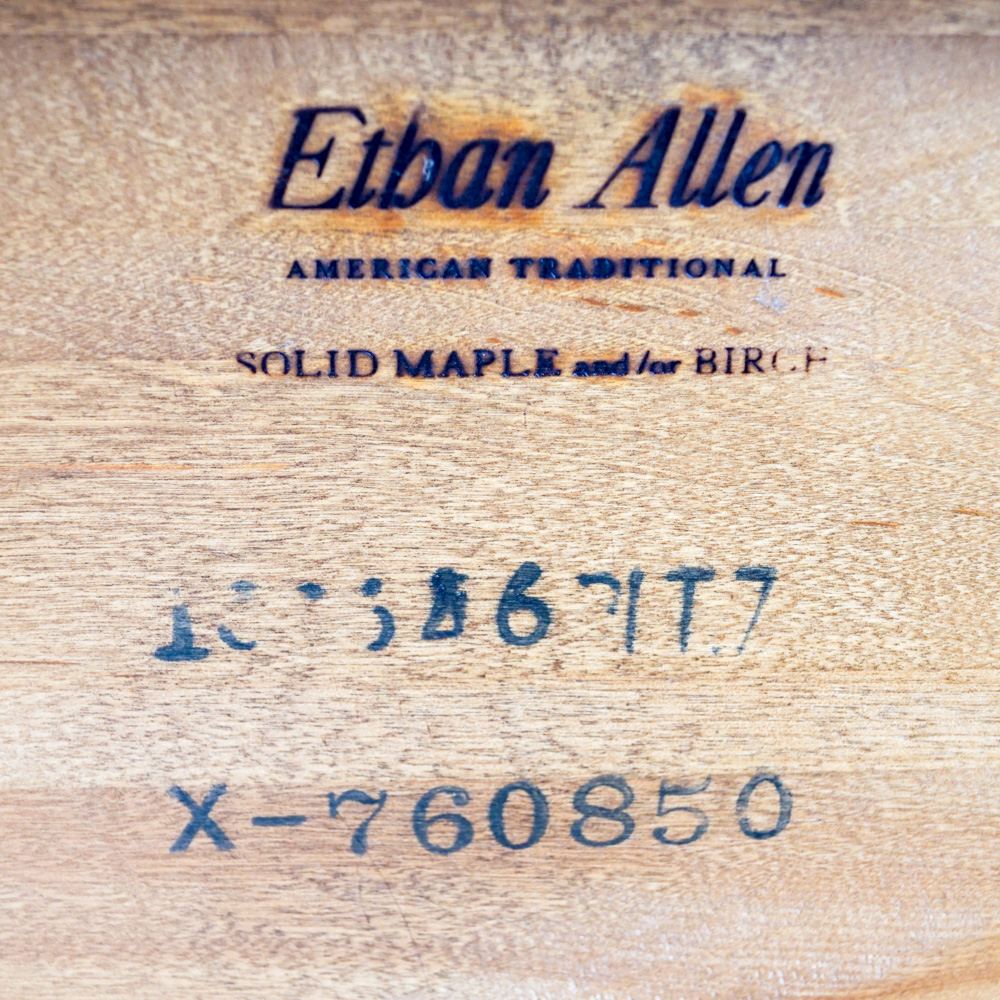 Ethan Allen
AMERICAN TRADITIONAL
SOLID MAPLE and/or BIRCH
X-760850